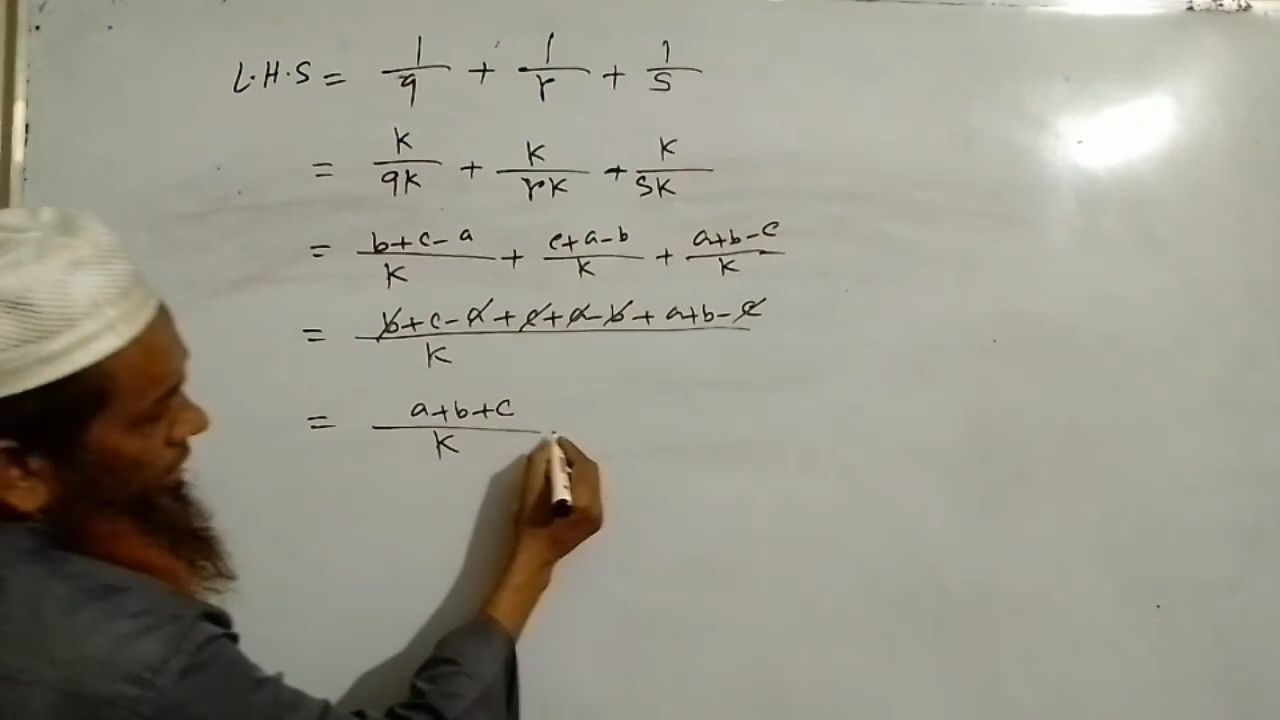 L.H.S = 1/q + 1/r + 1/s
= K/qK + K/rK + K/sK
= b+c-a/K + c+a-b/K + a+b-c/K
= b+c-a+c+a-b+a+b-c/K
= a+b+c/K